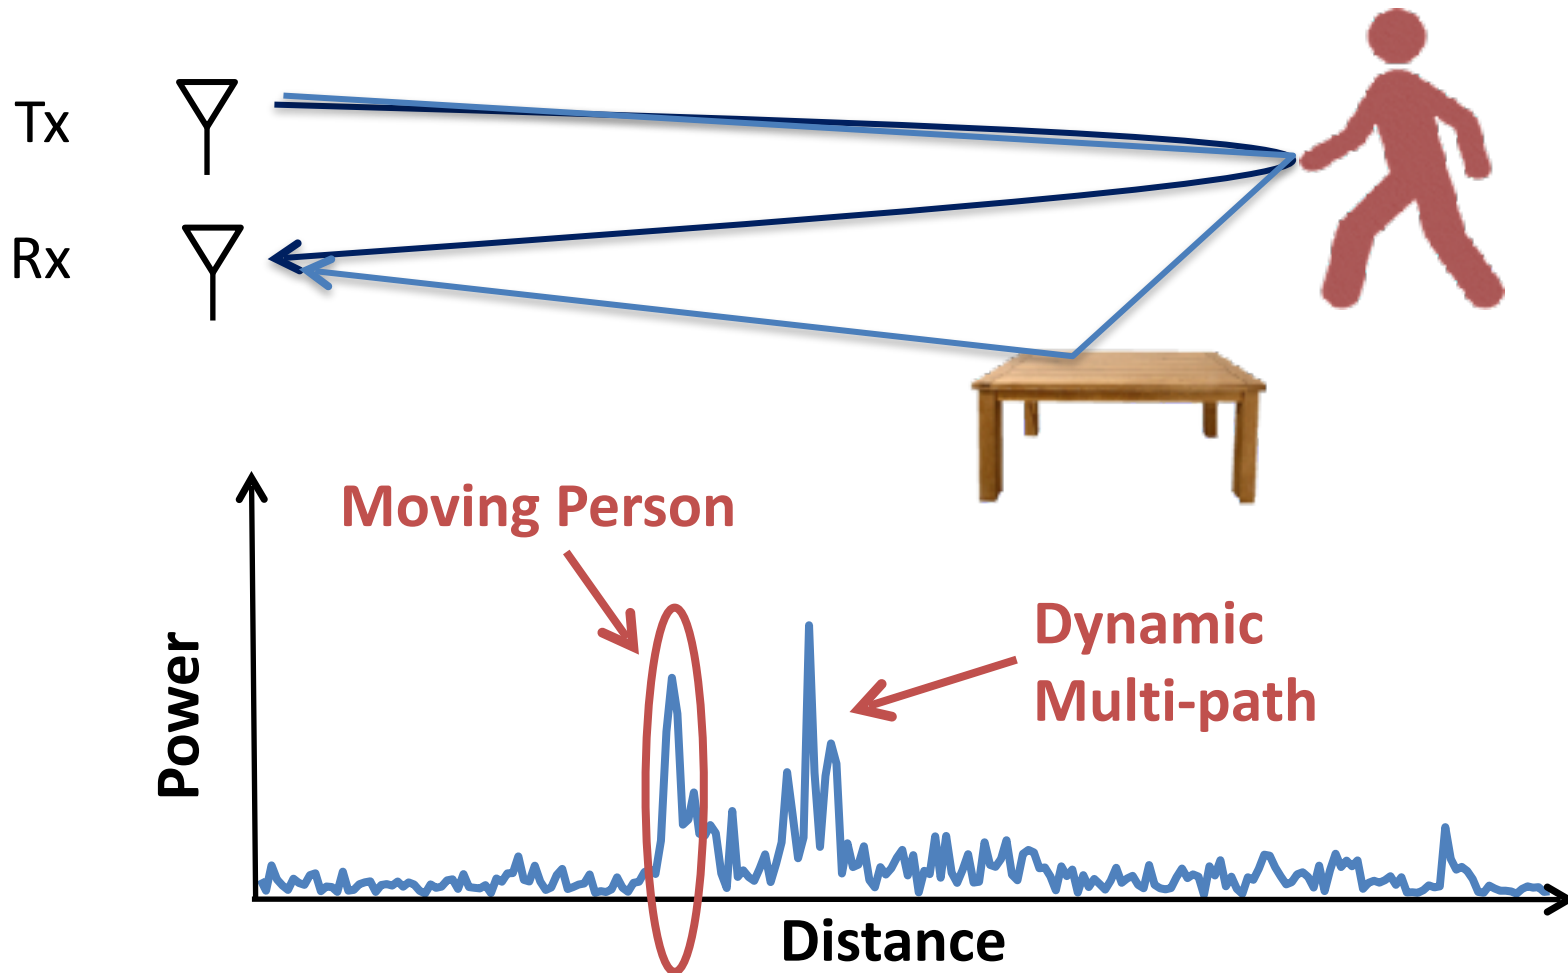 Tx
Rx
Moving Person
Dynamic
Multi-path
Power
Distance